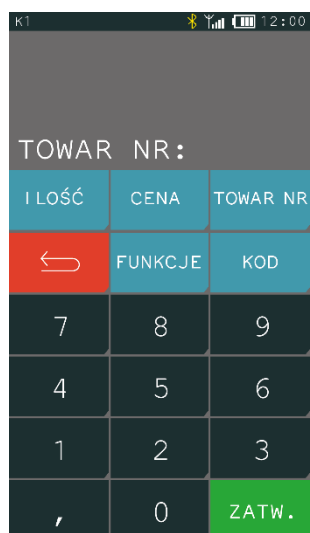 K1 12:00
TOWAR NR:
ILOŚĆ CENA TOWAR NR
FUNKCJE KOD
7 8 9
4 5 6
1 2 3
, 0 ZATW.